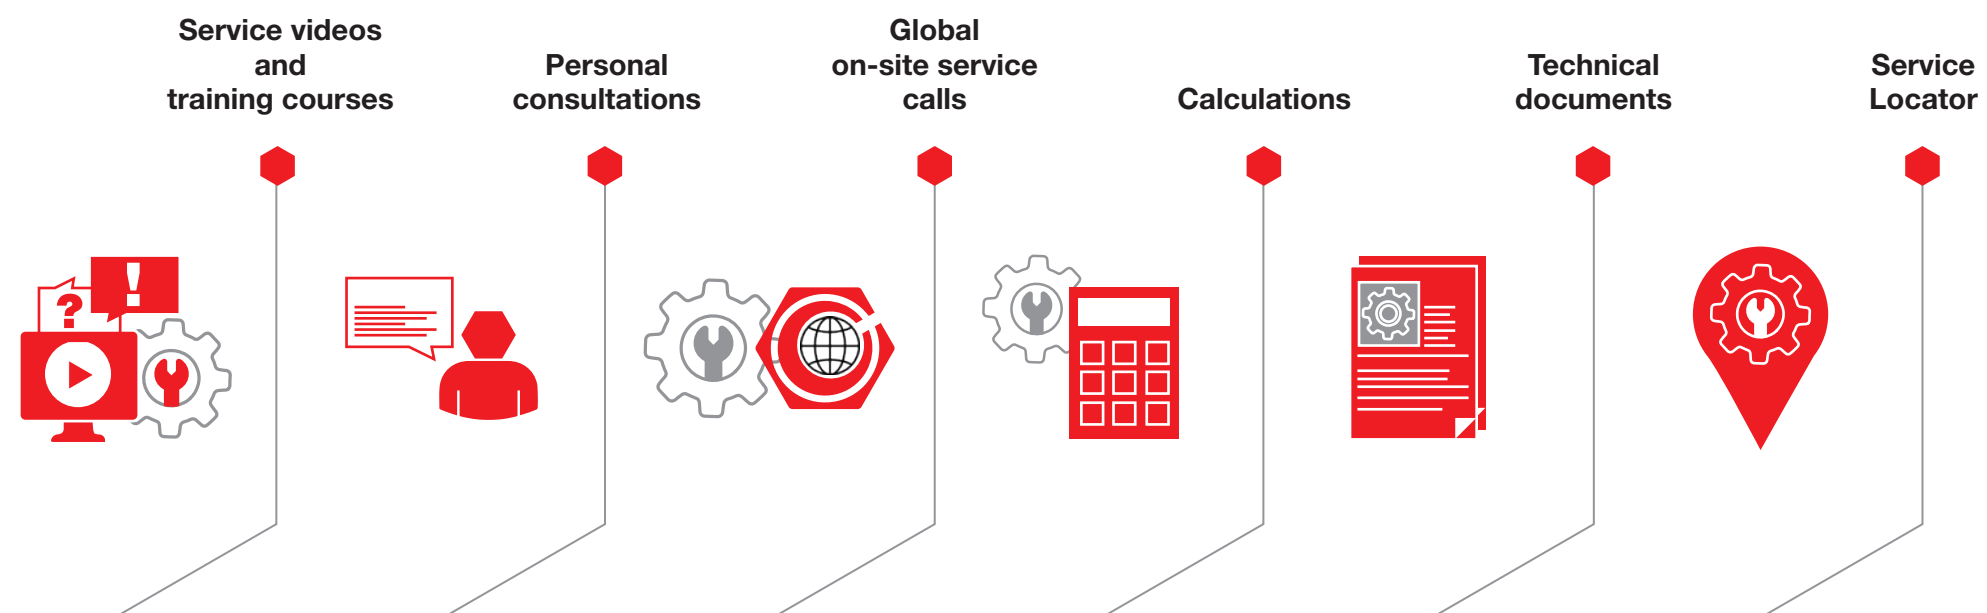 Service videos
and
training courses
Personal
consultations
Global
on-site service
calls
Calculations
Technical
documents
Service
Locator
?
!